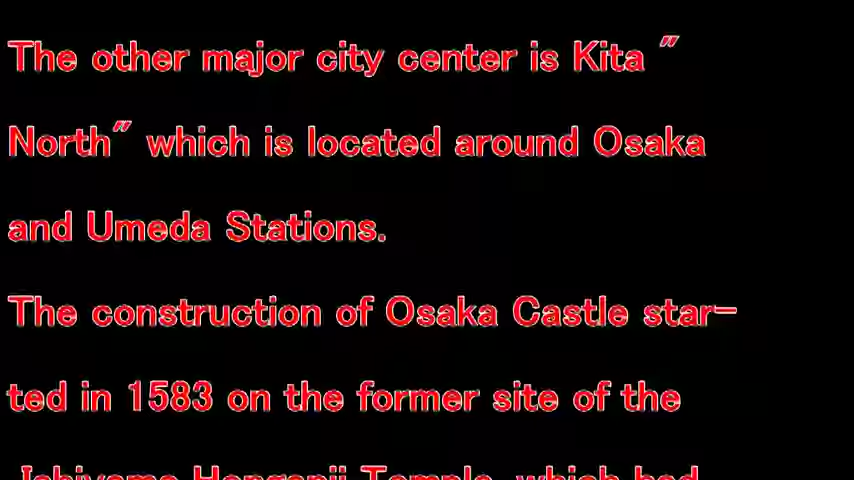 The other major city center is Kita "
North" which is located around Osaka
and Umeda Stations.
The construction of Osaka Castle star-
ted in 1583 on the former site of the
Ishiyama Honganji Temple, which had